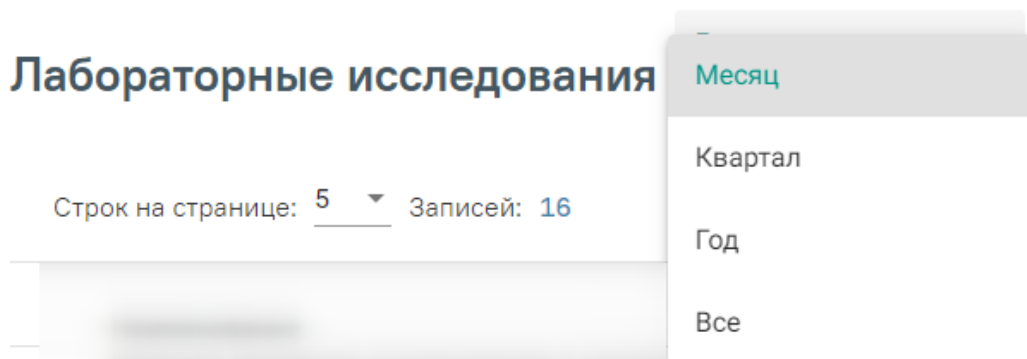 Лабораторные исследования
Месяц
Квартал
Строк на странице: 5 Записей: 16
Год
Все